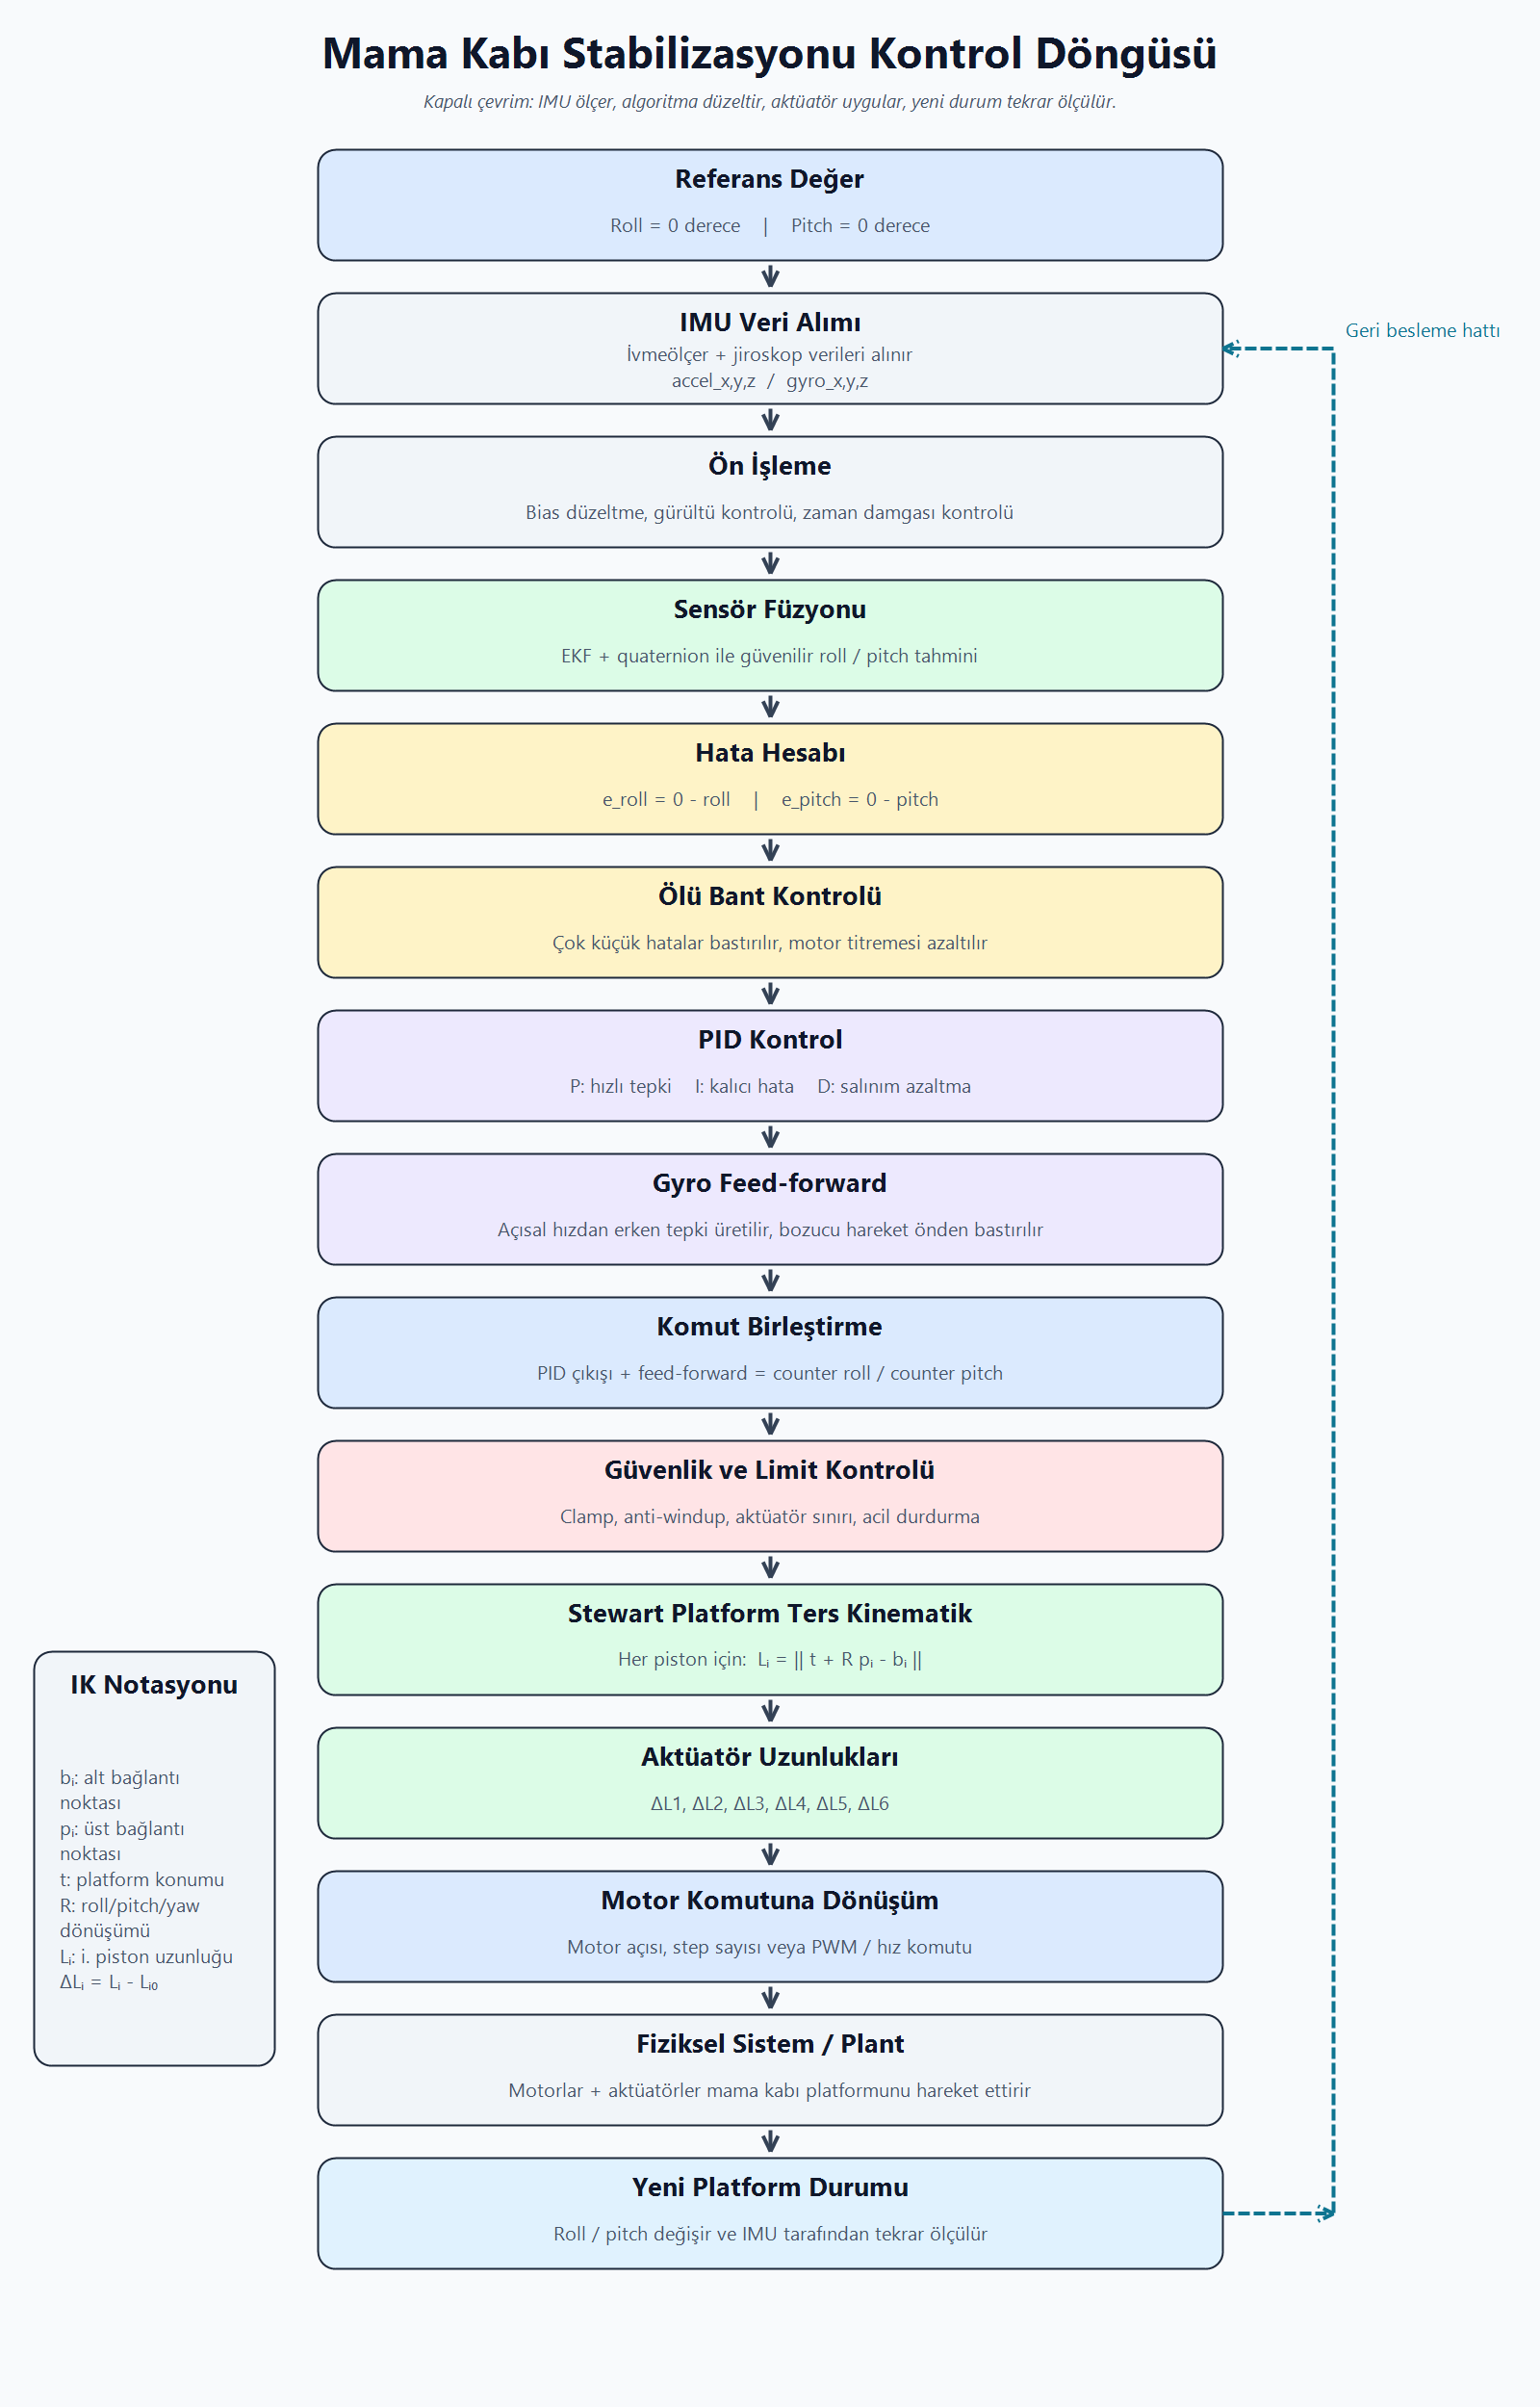 Mama Kabı Stabilizasyonu Kontrol Döngüsü
Kapalı çevrim: IMU ölçer, algoritma düzeltir, aktüatör uygular, yeni durum tekrar ölçülür.
Referans Değer
Roll = 0 derece | Pitch = 0 derece
IMU Veri Alımı
İvmeölçer + jiroskop verileri alınır
accel_x,y,z / gyro_x,y,z
Geri besleme hattı
Ön İşleme
Bias düzeltme, gürültü kontrolü, zaman damgası kontrolü
Sensör Füzyonu
EKF + quaternion ile güvenilir roll / pitch tahmini
Hata Hesabı
e_roll = 0 - roll | e_pitch = 0 - pitch
Ölü Bant Kontrolü
Çok küçük hatalar bastırılır, motor titremesi azaltılır
PID Kontrol
P: hızlı tepki I: kalıcı hata D: salınım azaltma
Gyro Feed-forward
Açısal hızdan erken tepki üretilir, bozucu hareket önden bastırılır
Komut Birleştirme
PID çıkışı + feed-forward = counter roll / counter pitch
Güvenlik ve Limit Kontrolü
Clamp, anti-windup, aktüatör sınırı, acil durdurma
Stewart Platform Ters Kinematik
Her piston için: Lᵢ = || t + R pᵢ - bᵢ ||
Aktüatör Uzunlukları
ΔL1, ΔL2, ΔL3, ΔL4, ΔL5, ΔL6
Motor Komutuna Dönüşüm
Motor açısı, step sayısı veya PWM / hız komutu
Fiziksel Sistem / Plant
Motorlar + aktüatörler mama kabı platformunu hareket ettirir
Yeni Platform Durumu
Roll / pitch değişir ve IMU tarafından tekrar ölçülür
IK Notasyonu
bᵢ: alt bağlantı
noktası
pᵢ: üst bağlantı
noktası
t: platform konumu
R: roll/pitch/yaw
dönüşümü
Lᵢ: i. piston uzunluğu
ΔLᵢ = Lᵢ - Lᵢ₀